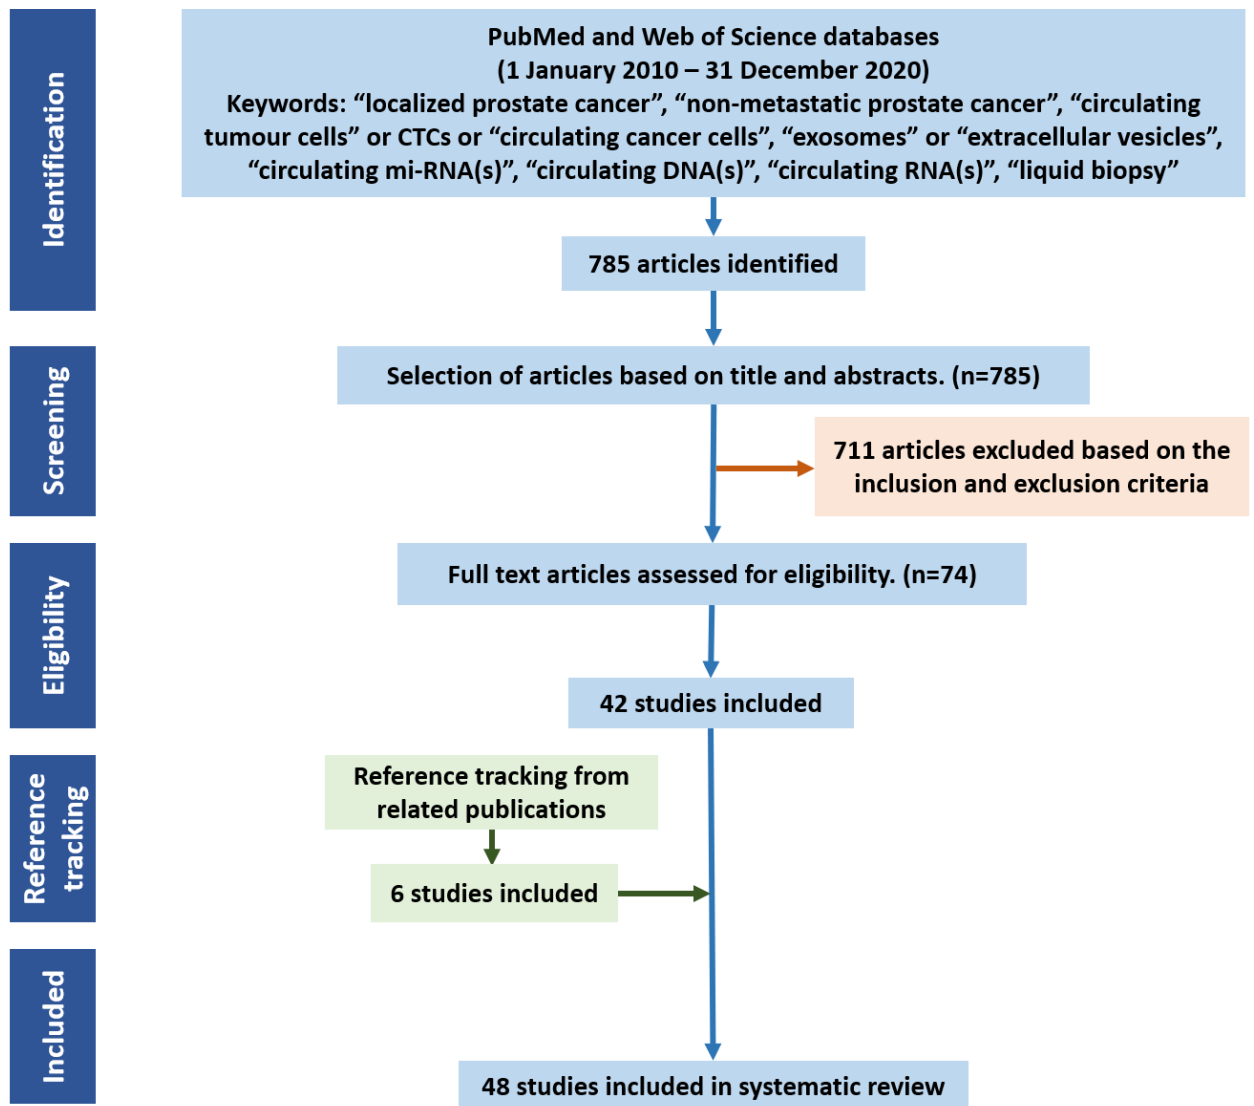 Identification
PubMed and Web of Science databases
(1 January 2010 – 31 December 2020)
Keywords: “localized prostate cancer”, “non-metastatic prostate cancer”, “circulating
tumour cells” or CTCs or “circulating cancer cells”, “exosomes” or “extracellular vesicles”,
“circulating mi-RNA(s)”, “circulating DNA(s)”, “circulating RNA(s)”, “liquid biopsy”
785 articles identified
Screening
Selection of articles based on title and abstracts. (n=785)
711 articles excluded based on the
inclusion and exclusion criteria
Eligibility
Full text articles assessed for eligibility. (n=74)
42 studies included
Reference
tracking
Reference tracking from
related publications
6 studies included
Included
48 studies included in systematic review